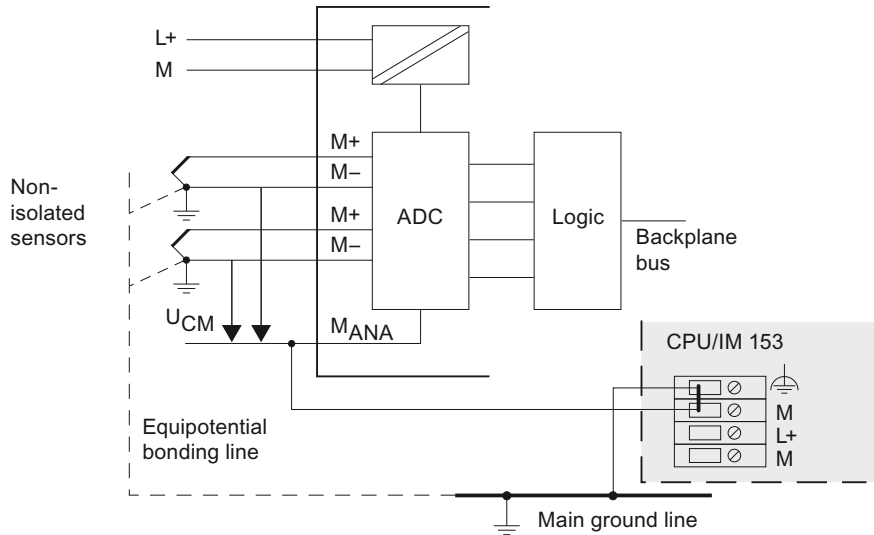 L+
M
M+
M–
Non-
isolated
sensors
M+
M–
ADC
Logic
Backplane
bus
UCM
MANA
CPU/IM 153
M
L+
M
Equipotential
bonding line
Main ground line